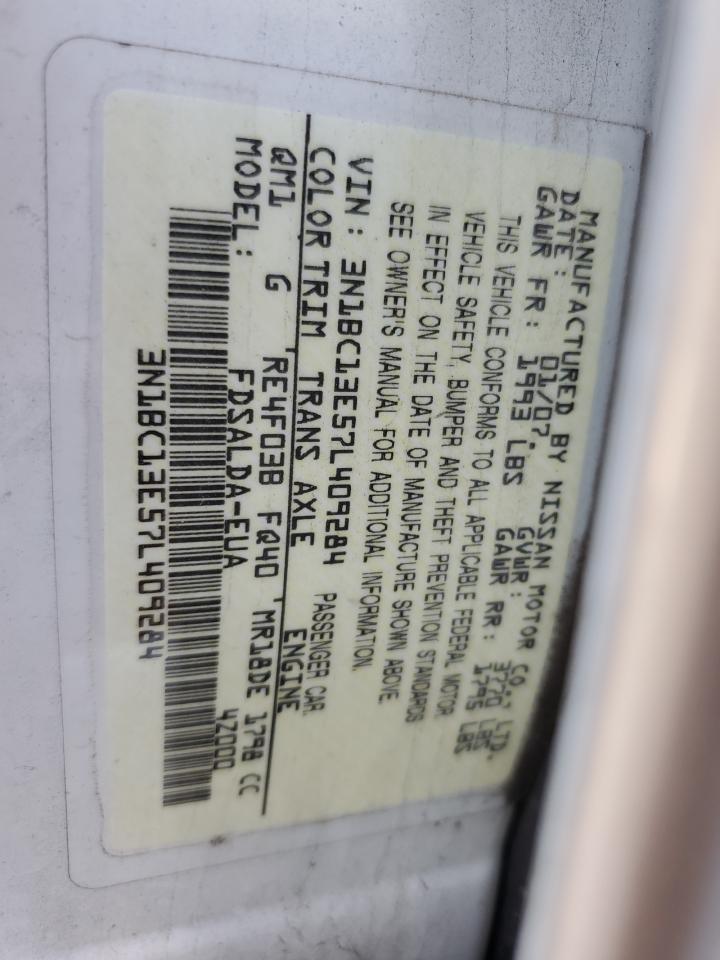 MANUFACTURED BY NISSAN MOTOR CO., LTD.
DATE: 01/07. GVWR: 3770 LBS
GAWR FR: 1993 LBS GAWR RR: 1795 LBS
THIS VEHICLE CONFORMS TO ALL APPLICABLE FEDERAL MOTOR
VEHICLE SAFETY, BUMPER AND THEFT PREVENTION STANDARDS
IN EFFECT ON THE DATE OF MANUFACTURE SHOWN ABOVE.
SEE OWNER'S MANUAL FOR ADDITIONAL INFORMATION.
VIN: 3N1BC13E57L409284 PASSENGER CAR.
COLOR TRIM TRANS AXLE ENGINE
QM1 G RE4F03B FQ40 MR18DE 1798 CC
MODEL: FDSALDA-EUA 4Z000
3N1BC13E57L409284